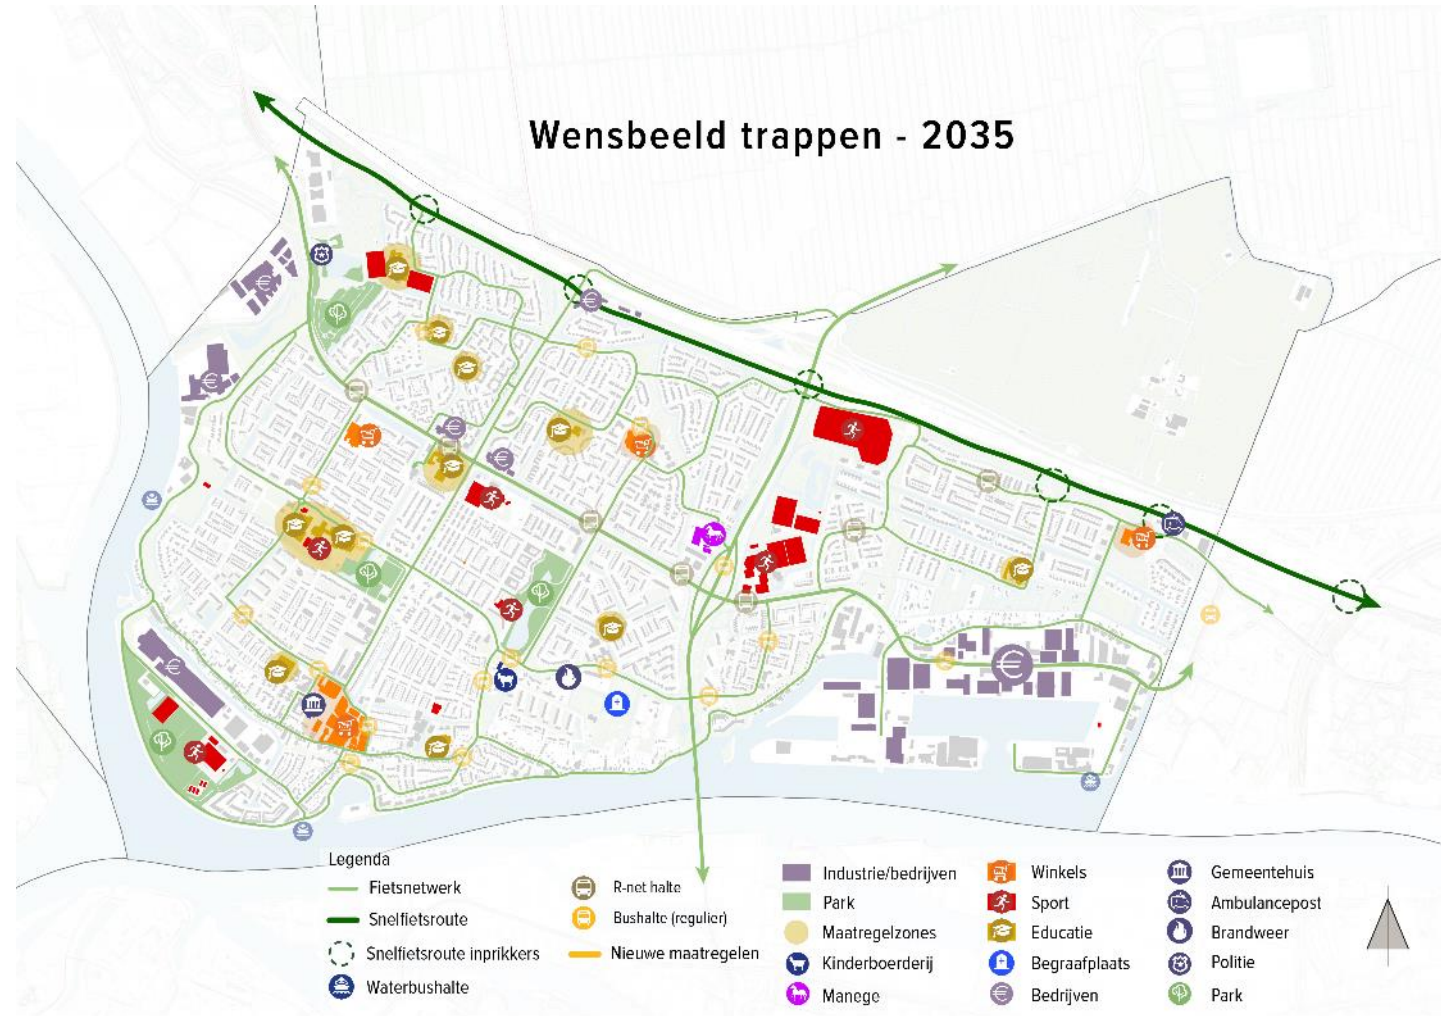 Wensbeeld trappen - 2035
Legenda
Fietsnetwerk
Snelfietsroute
Snelfietsroute inprikkers
Waterbushalte
R-net halte
Bushalte (regulier)
Nieuwe maatregelen
Industrie/bedrijven
Park
Maatregelzones
Kinderboerderij
Manege
Winkels
Sport
Educatie
Begraafplaats
Bedrijven
Gemeentehuis
Ambulancepost
Brandweer
Politie
Park